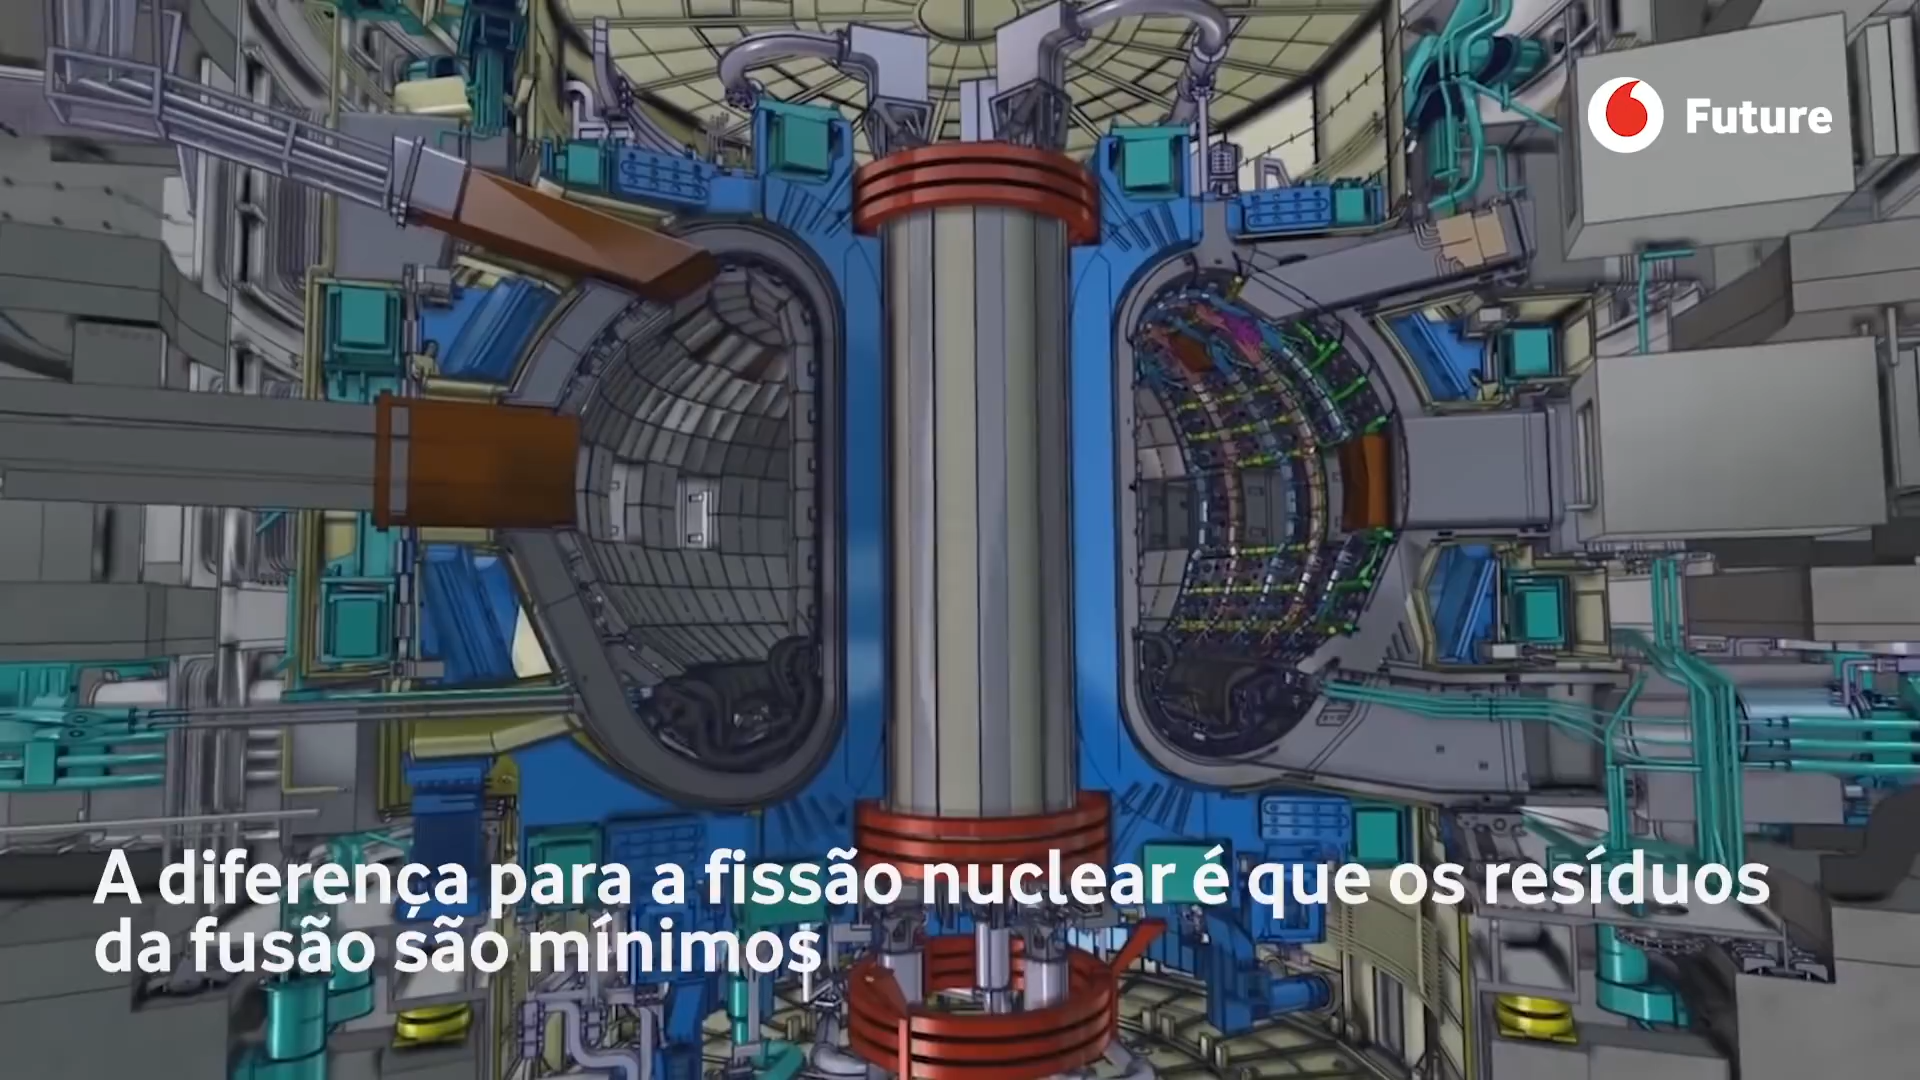 Future
A diferença para a fissão nuclear é que os resíduos
da fusão são mínimos